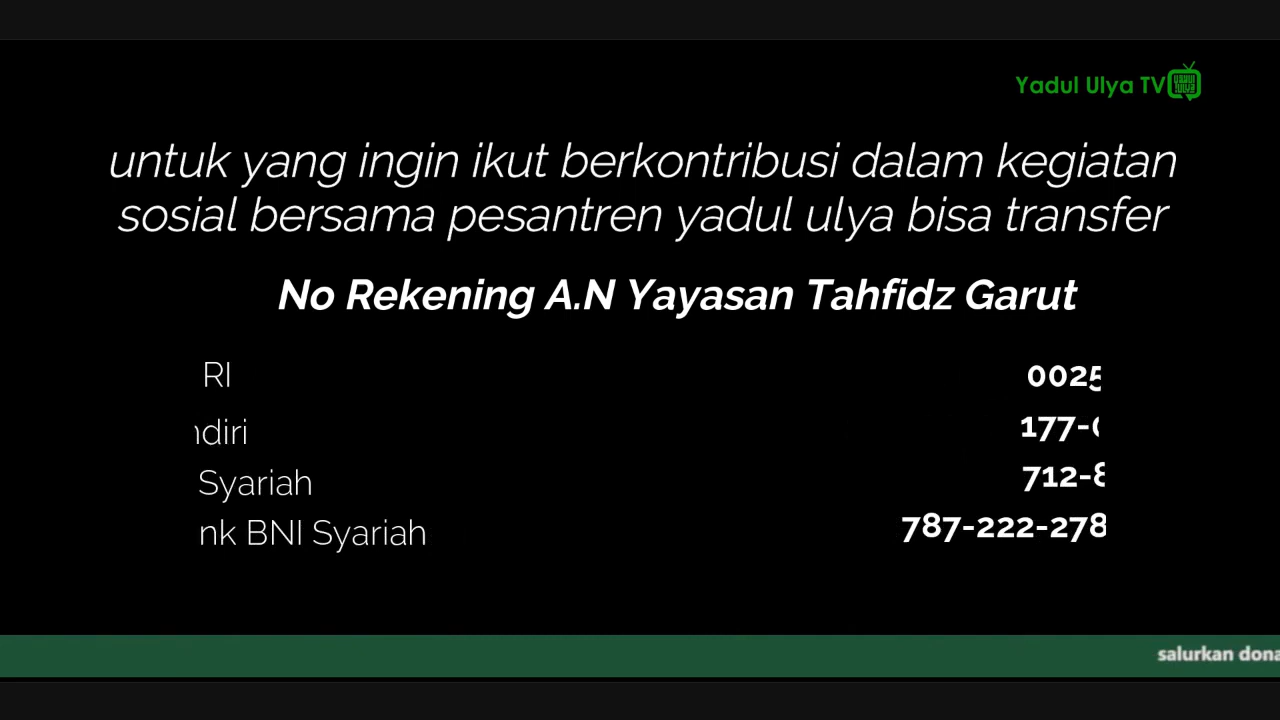 Yadul Ulya TV
untuk yang ingin ikut berkontribusi dalam kegiatan
sosial bersama pesantren yadul ulya bisa transfer
No Rekening A.N Yayasan Tahfidz Garut
RI 0025
ndiri 177-
Syariah 712-8
nk BNI Syariah 787-222-278
salurkan dona